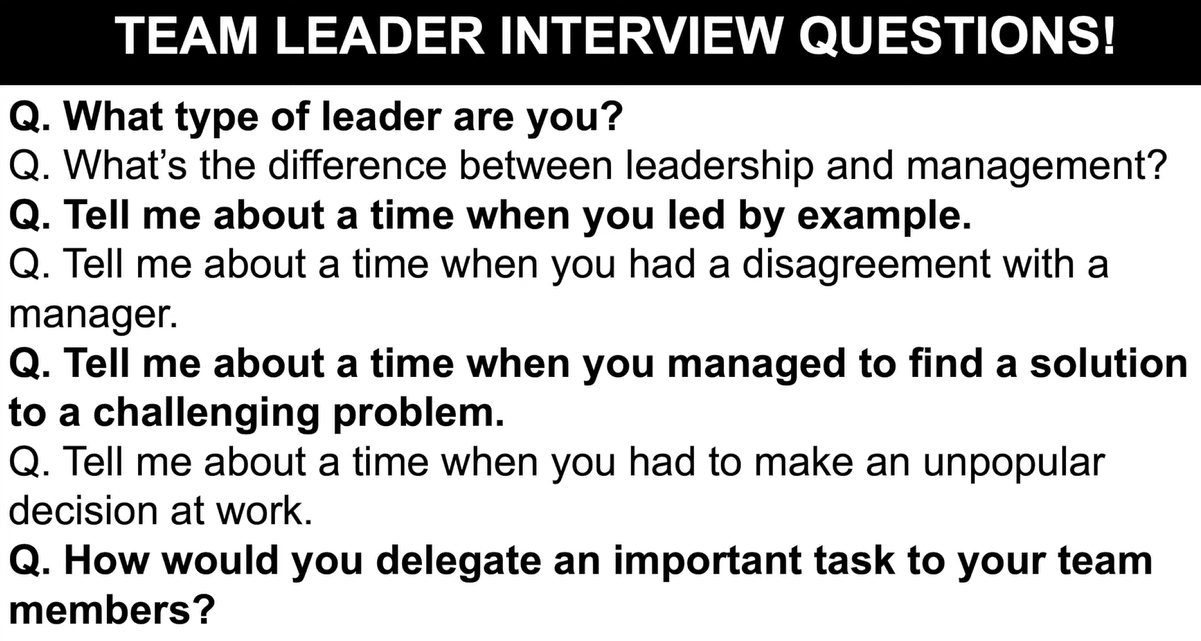 TEAM LEADER INTERVIEW QUESTIONS!
Q. What type of leader are you?
Q. What’s the difference between leadership and management?
Q. Tell me about a time when you led by example.
Q. Tell me about a time when you had a disagreement with a
manager.
Q. Tell me about a time when you managed to find a solution
to a challenging problem.
Q. Tell me about a time when you had to make an unpopular
decision at work.
Q. How would you delegate an important task to your team
members?